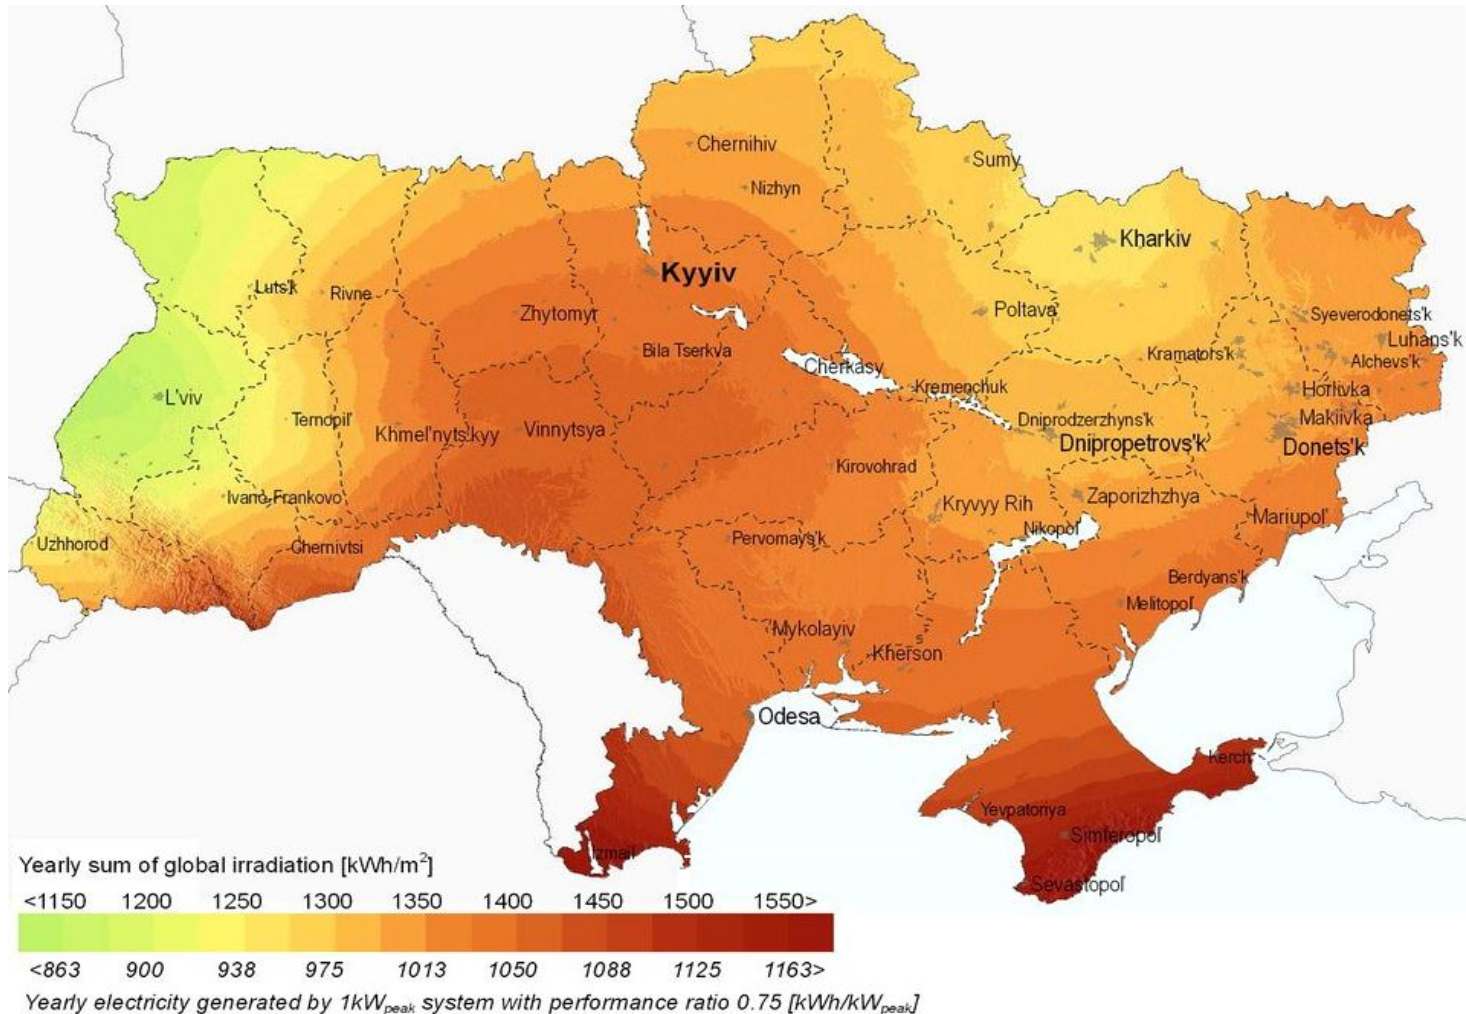 Chernihiv
Sumy
Nizhyn
Kharkiv
Kyyiv
Luts'k
Rivne
Zhytomyr
Poltava
Syeverodonets'k
Luhans'k
Bila Tserkva
Kramators'k
Alchevs'k
Cherkasy
Kremenchuk
Horlivka
L'viv
Ternopil'
Khmel'nyts.kyy
Vinnytsya
Dniprodzerzhyns'k
Makiivka
Dnipropetrovs'k
Donets'k
Kirovohrad
Ivano-Frankovo
Kryvyy Rih
Zaporizhzhya
Mariupol'
Nikopol'
Uzhhorod
Chernivtsi
Pervomays'k
Berdyans'k
Melitopol'
Mykolayiv
Kherson
Odesa
Kerch
Yevpatoriya
Simferopol'
Izmail
Sevastopol'
Yearly sum of global irradiation [kWh/m²]
<1150 1200 1250 1300 1350 1400 1450 1500 1550>
<863 900 938 975 1013 1050 1088 1125 1163>
Yearly electricity generated by 1kWpeak system with performance ratio 0.75 [kWh/kWpeak]